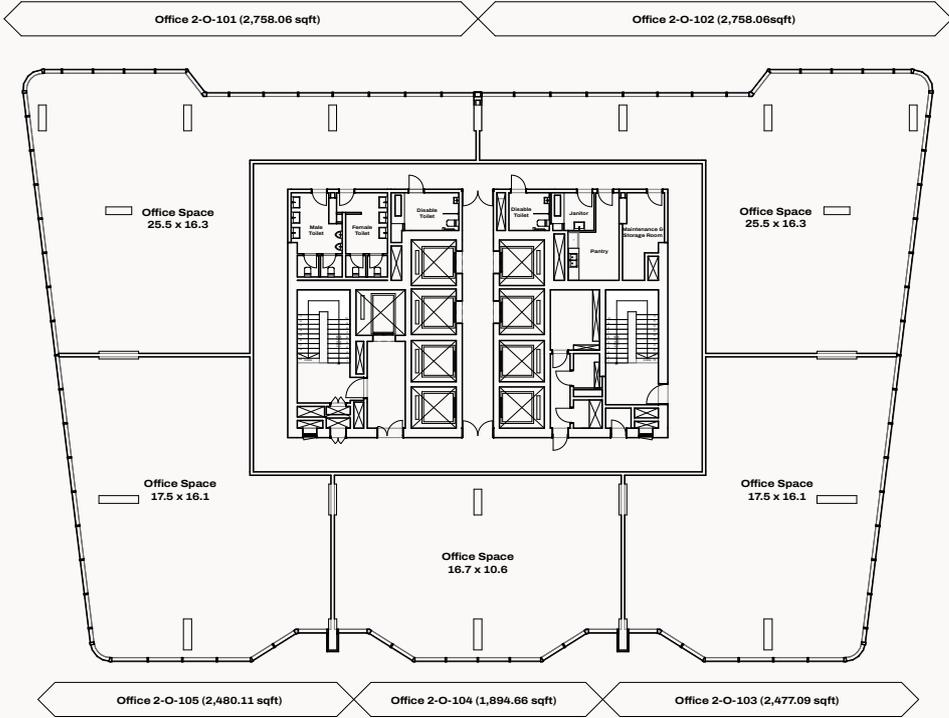 Office 2-O-101 (2,758.06 sqft)
Office 2-O-102 (2,758.06sqft)
Office Space
25.5 x 16.3
Male
Toilet
Female
Toilet
Disable
Toilet
Disable
Toilet
Janitor
Pantry
Maintenance &
Storage Room
Office Space
25.5 x 16.3
Office Space
17.5 x 16.1
Office Space
17.5 x 16.1
Office Space
16.7 x 10.6
Office 2-O-105 (2,480.11 sqft)
Office 2-O-104 (1,894.66 sqft)
Office 2-O-103 (2,477.09 sqft)